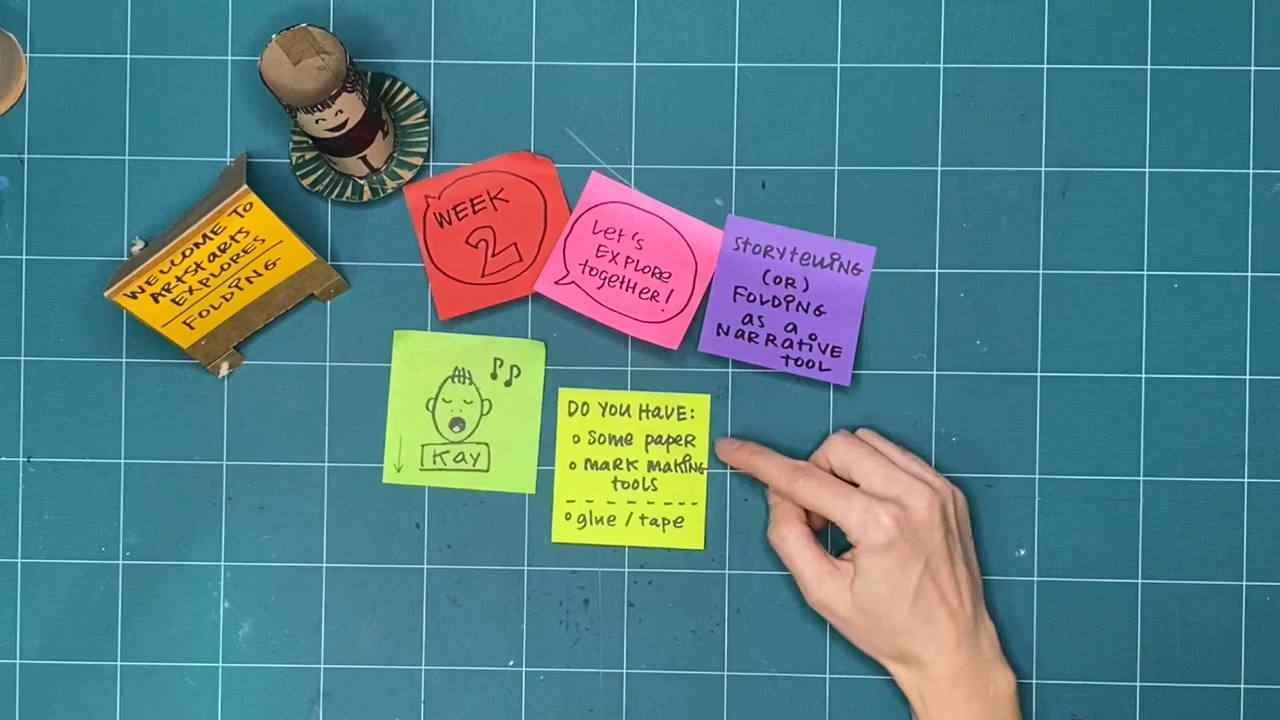 WELCOME TO
ARTSTARTS
EXPLORES
FOLDING
WEEK
2
Let's
EXPLORE
together!
STORYTELLING
(OR)
FOLDING
as a
NARRATIVE
TOOL
KAY
DO YOU HAVE:
o Some paper
o MARK MAKING
tools
o glue / tape